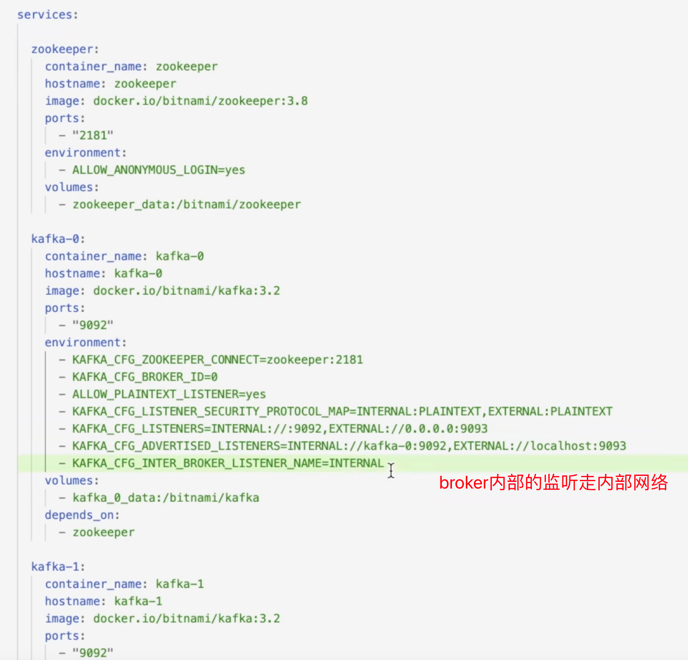 services:
zookeeper:
container_name: zookeeper
hostname: zookeeper
image: docker.io/bitnami/zookeeper:3.8
ports:
- "2181"
environment:
- ALLOW_ANONYMOUS_LOGIN=yes
volumes:
- zookeeper_data:/bitnami/zookeeper
kafka-0:
container_name: kafka-0
hostname: kafka-0
image: docker.io/bitnami/kafka:3.2
ports:
- "9092"
environment:
- KAFKA_CFG_ZOOKEEPER_CONNECT=zookeeper:2181
- KAFKA_CFG_BROKER_ID=0
- ALLOW_PLAINTEXT_LISTENER=yes
- KAFKA_CFG_LISTENER_SECURITY_PROTOCOL_MAP=INTERNAL:PLAINTEXT,EXTERNAL:PLAINTEXT
- KAFKA_CFG_LISTENERS=INTERNAL://:9092,EXTERNAL://0.0.0.0:9093
- KAFKA_CFG_ADVERTISED_LISTENERS=INTERNAL://kafka-0:9092,EXTERNAL://localhost:9093
- KAFKA_CFG_INTER_BROKER_LISTENER_NAME=INTERNAL
broker内部的监听走内部网络
volumes:
- kafka_0_data:/bitnami/kafka
depends_on:
- zookeeper
kafka-1:
container_name: kafka-1
hostname: kafka-1
image: docker.io/bitnami/kafka:3.2
ports:
- "9092"